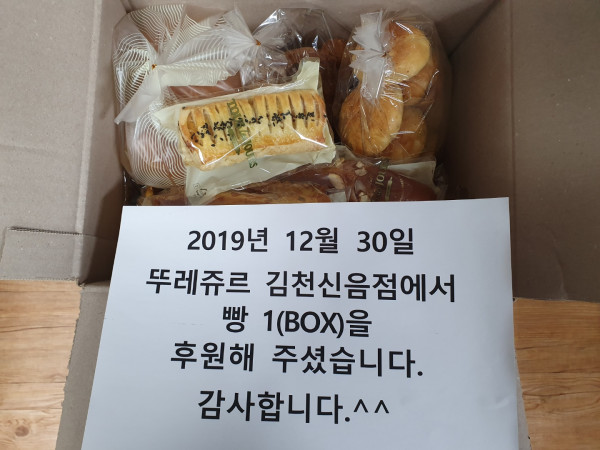 2019년 12월 30일
뚜레쥬르 김천신음점에서
빵 1(BOX)을
후원해 주셨습니다.
감사합니다.^^